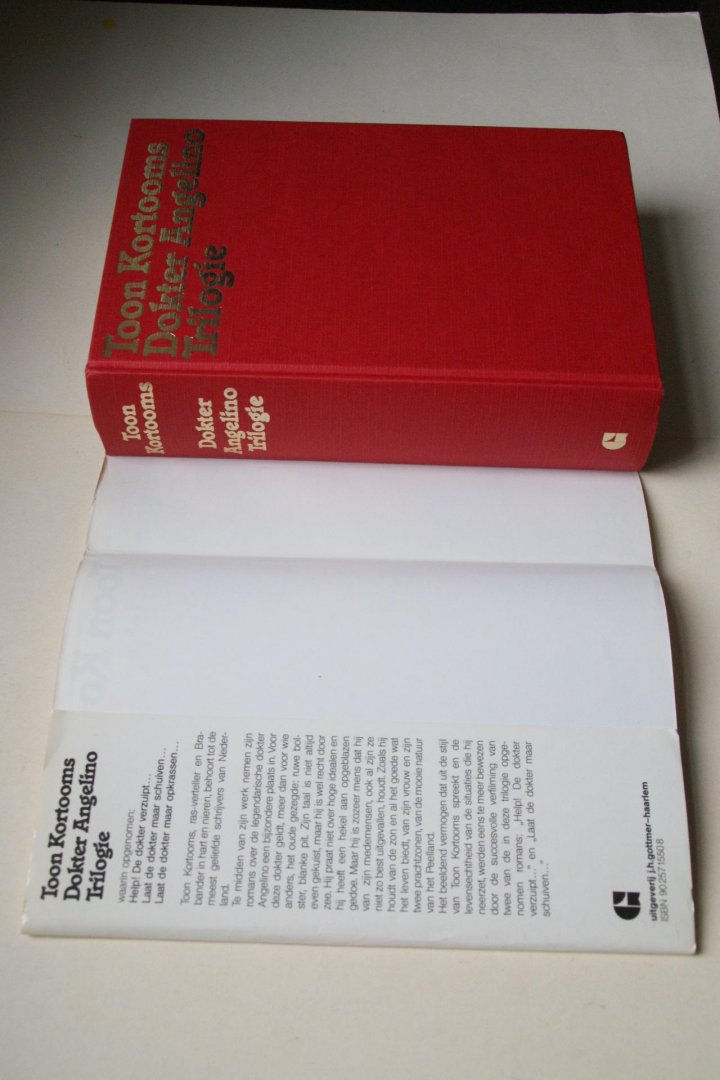 Toon Kortooms
Dokter Angelino
Trilogie
Toon
Kortooms
Dokter
Angelino
Trilogie
Toon Kortooms
Dokter Angelino
Trilogie
waarin opgenomen:
Help! De dokter verzuipt...
Laat de dokter maar schuiven...
Laat de dokter maar opkrassen...
Toon Kortooms, ras-verteller en Bra-
bander in hart en nieren, behoort tot de
meest geliefde schrijvers van Neder-
land.
Te midden van zijn werk nemen zijn
romans over de legendarische dokter
Angelino een bijzondere plaats in. Voor
deze dokter geldt, meer dan voor wie
anders, het oude gezegde: ruwe bol-
ster, blanke pit. Zijn taal is niet altijd
even gekuist, maar hij is wel recht door
zee. Hij praat niet over hoge idealen en
hij heeft een hekel aan opgeblazen
gedoe. Maar hij is zozeer mens dat hij
van zijn medemensen, ook al zijn ze
niet zo best uitgevallen, houdt. Zoals hij
houdt van de zon en al het goede wat
het leven biedt, van zijn vrouw en zijn
twee prachtzonen, van de mooie natuur
van het Peelland.
Het beeldend vermogen dat uit de stijl
van Toon Kortooms spreekt en de
levensechtheid van de situaties die hij
neerzet, werden eens te meer bewezen
door de succesvolle verfilming van
twee van de in deze trilogie opge-
nomen romans: „Help! De dokter
verzuipt...” en „Laat de dokter maar
schuiven...”
uitgeverij j.h.gottmer–haarlem
ISBN 90 257 1550 8